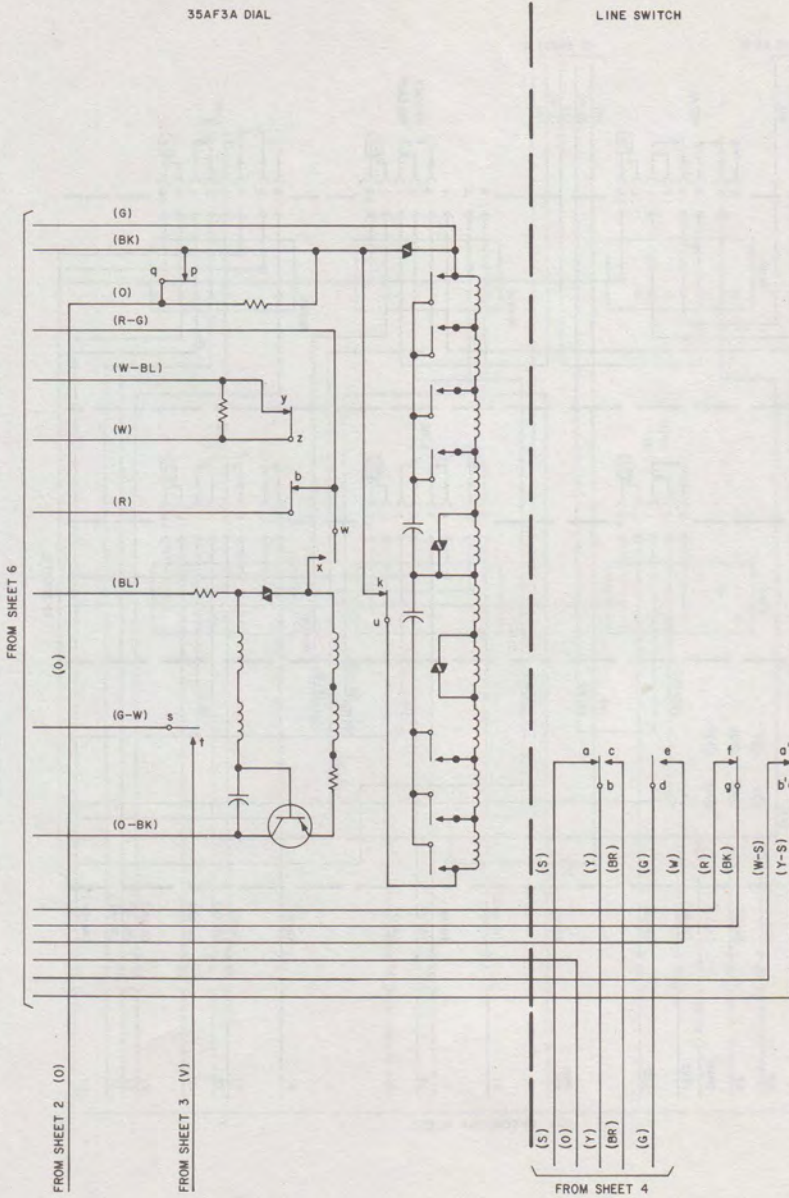 35AF3A DIAL
LINE SWITCH
(G)
(BK)
q
p
(O)
(R-G)
(W-BL)
y
(W)
z
b
(R)
w
x
(BL)
k
u
FROM SHEET 6
(O)
(G-W)
s
t
(O-BK)
a
c
b
e
d
f
g
a'
b'
(S)
(Y)
(BR)
(G)
(W)
(R)
(BK)
(W-S)
(Y-S)
FROM SHEET 2 (O)
FROM SHEET 3 (V)
(S)
(O)
(Y)
(BR)
(G)
FROM SHEET 4